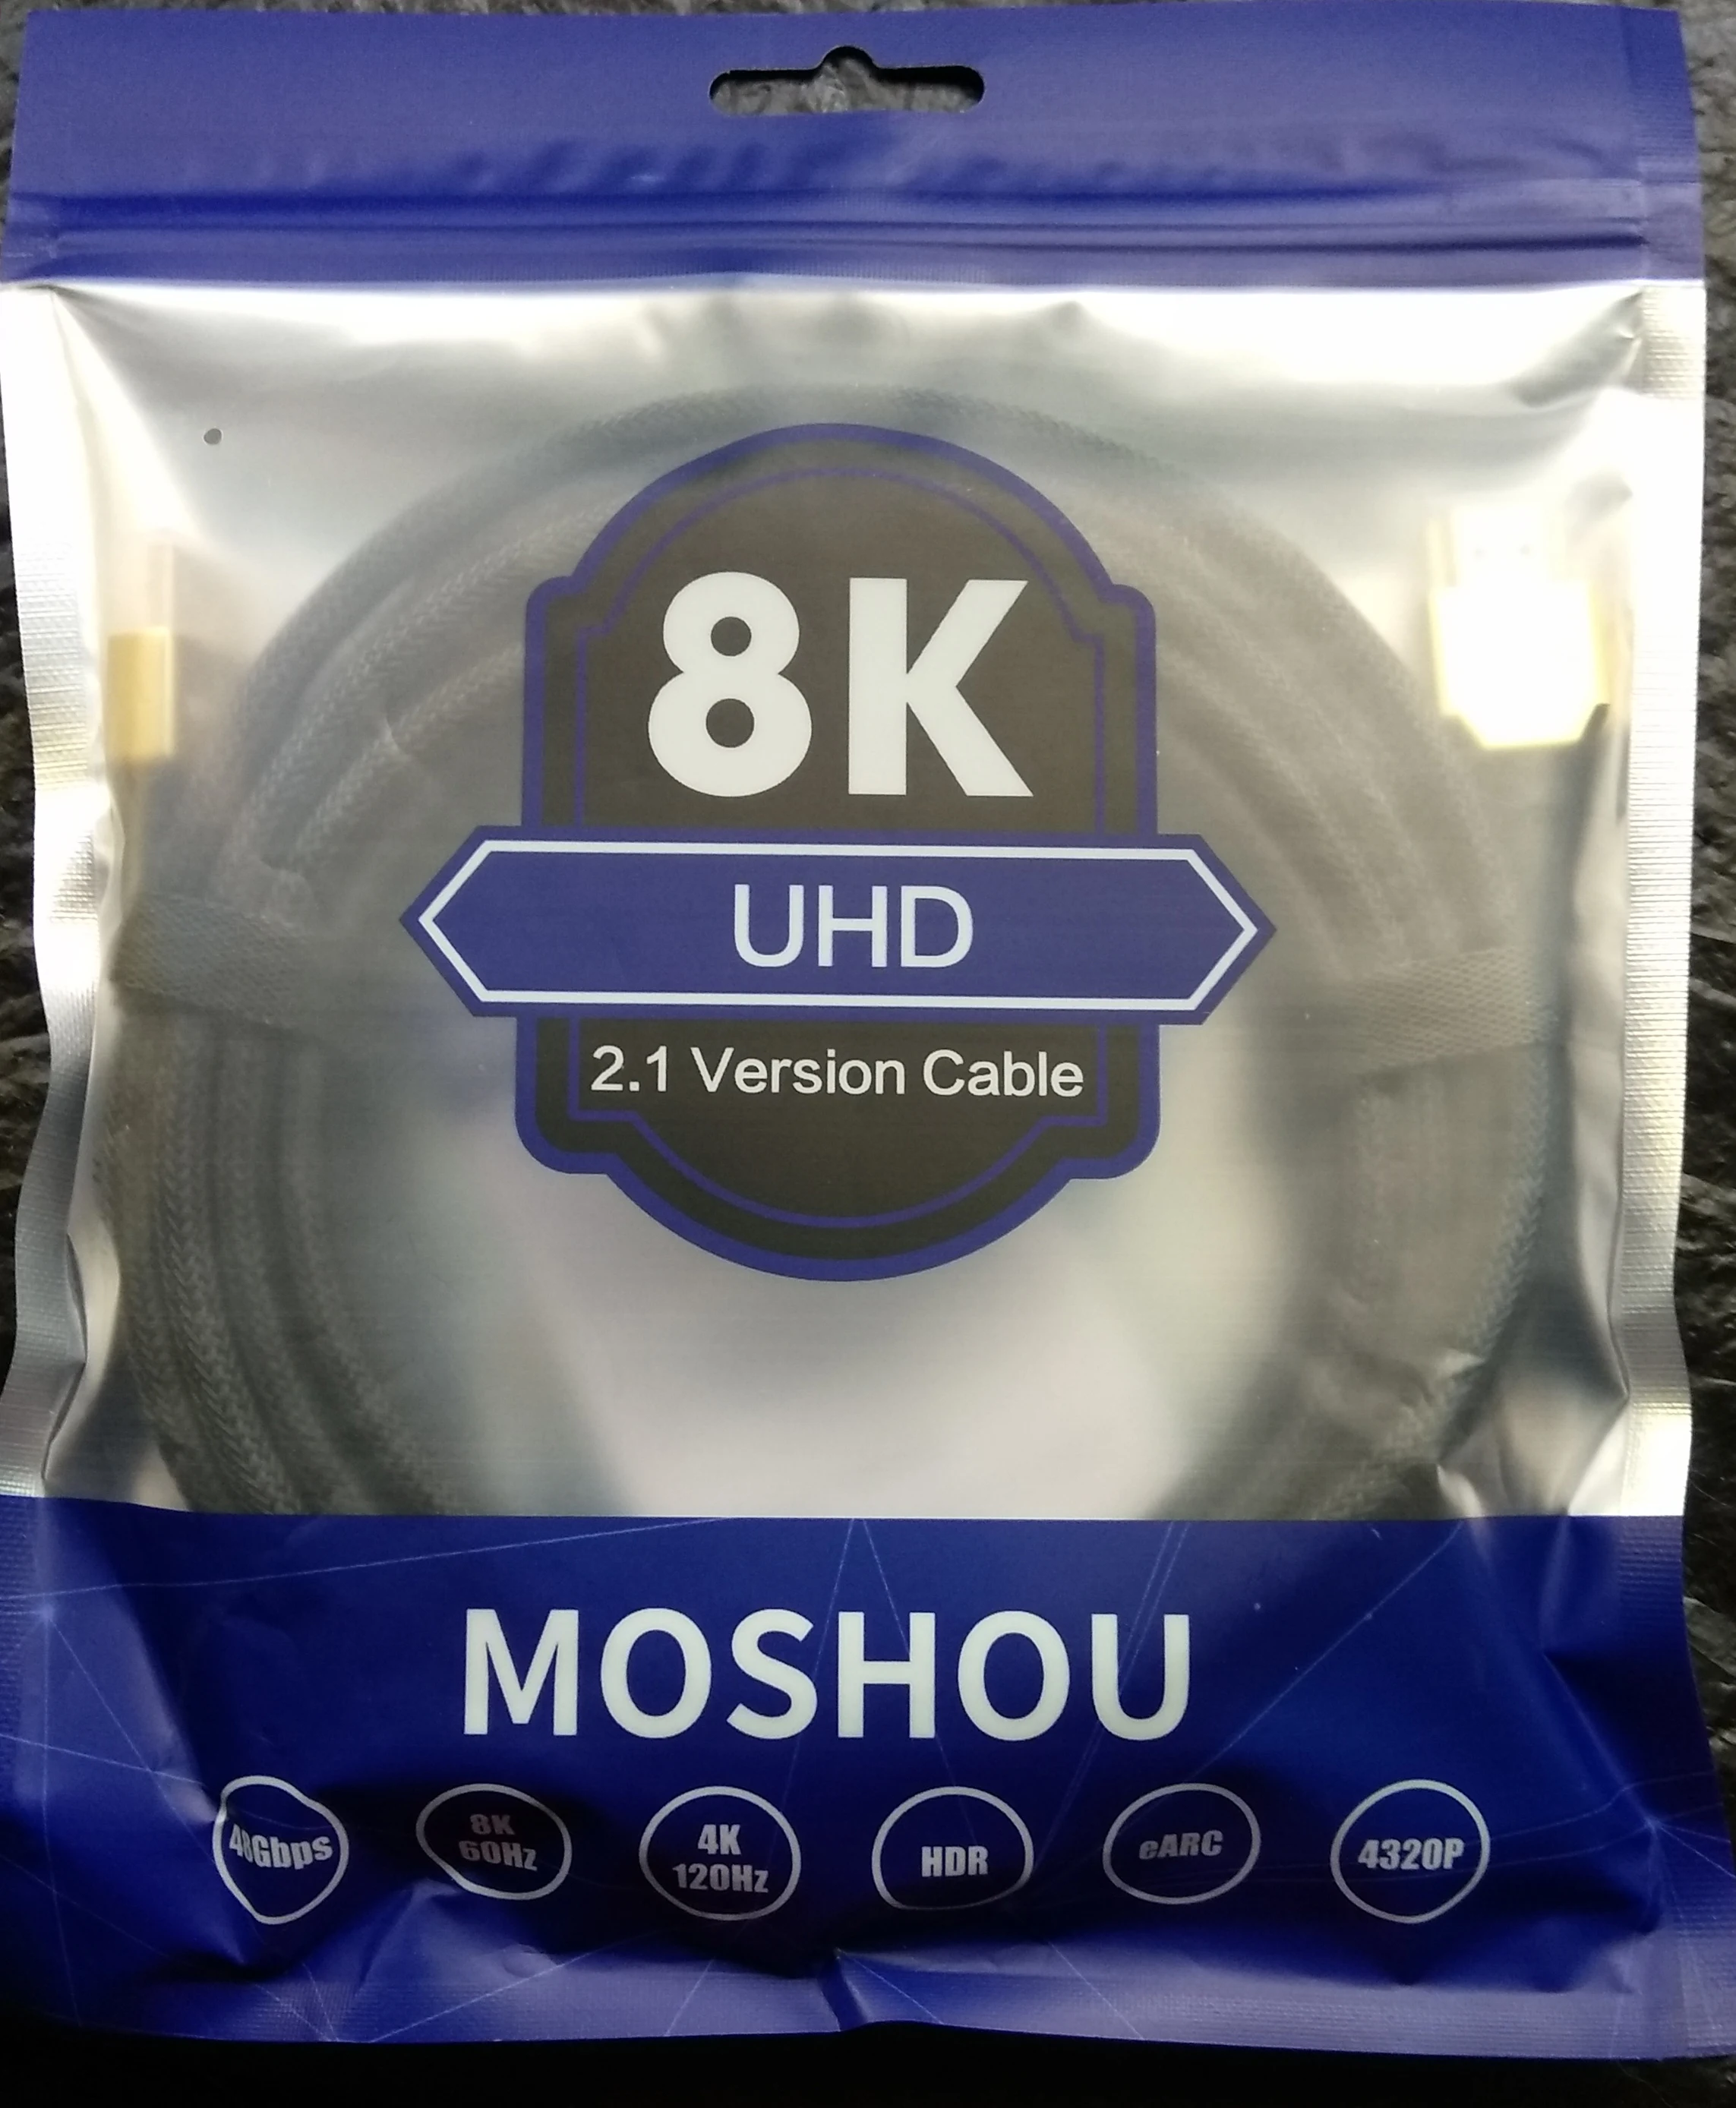 8K
UHD
2.1 Version Cable
MOSHOU
48Gbps
8K
60Hz
4K
120Hz
HDR
eARC
4320P